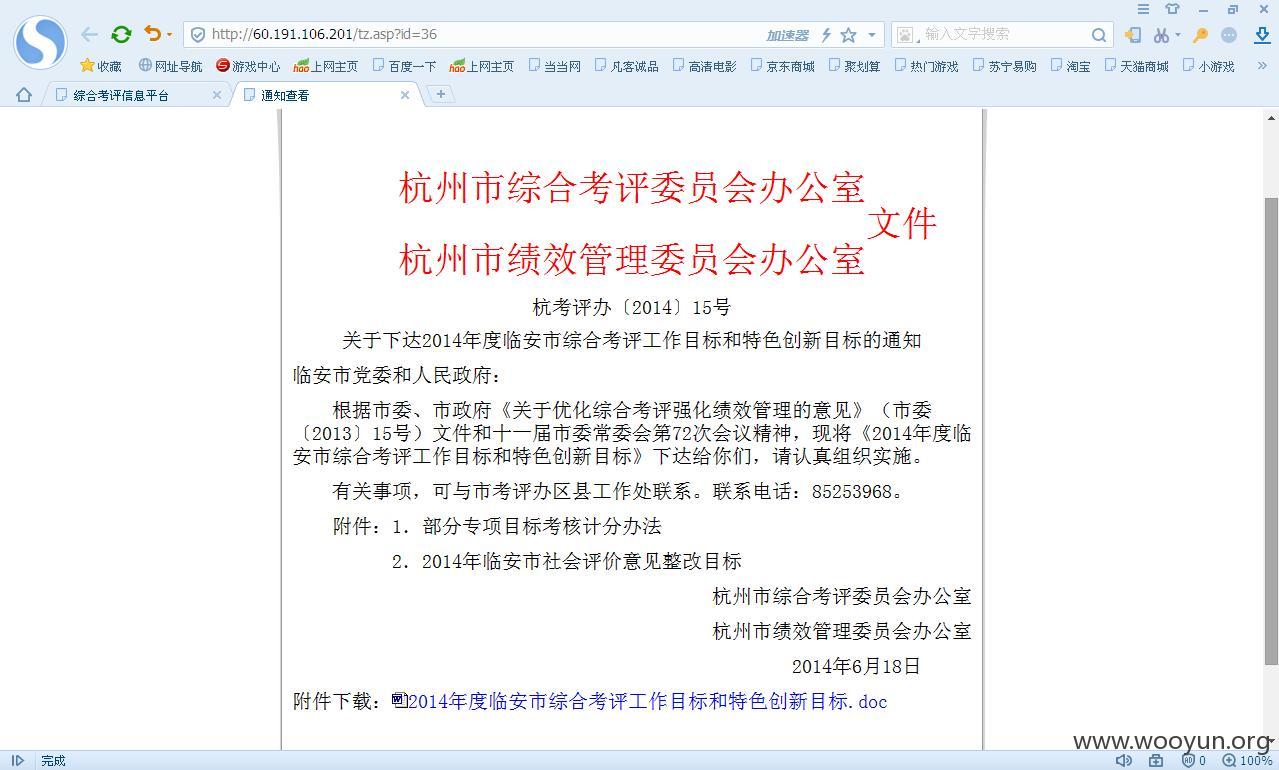 http://60.191.106.201/tz.asp?id=36
加速器
输入文字搜索
收藏 网址导航 游戏中心 上网主页 百度一下 上网主页 当当网 凡客诚品 高清电影 京东商城 聚划算 热门游戏 苏宁易购 淘宝 天猫商城 小游戏
综合考评信息平台 通知查看
杭州市综合考评委员会办公室
文件
杭州市绩效管理委员会办公室
杭考评办〔2014〕15号
关于下达2014年度临安市综合考评工作目标和特色创新目标的通知
临安市党委和人民政府：
根据市委、市政府《关于优化综合考评强化绩效管理的意见》（市委
〔2013〕15号）文件和十一届市委常委会第72次会议精神，现将《2014年度临
安市综合考评工作目标和特色创新目标》下达给你们，请认真组织实施。
有关事项，可与市考评办区县工作处联系。联系电话：85253968。
附件：1．部分专项目标考核计分办法
2．2014年临安市社会评价意见整改目标
杭州市综合考评委员会办公室
杭州市绩效管理委员会办公室
2014年6月18日
附件下载：2014年度临安市综合考评工作目标和特色创新目标.doc
www.wooyun.org
完成
0
100%